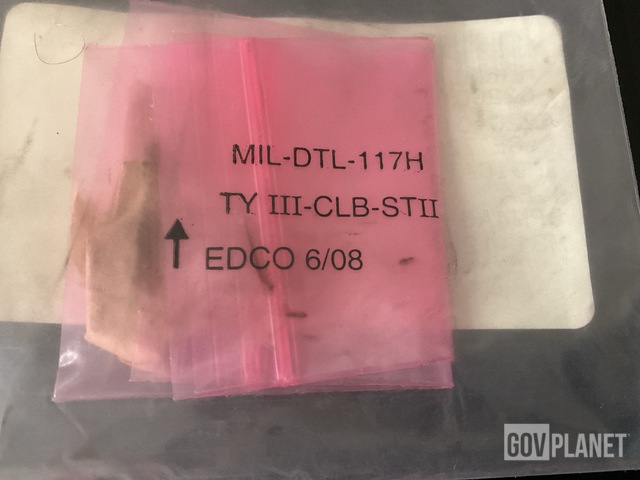 MIL-DTL-117H
TY III-CLB-STII
EDCO 6/08
GOVPLANET